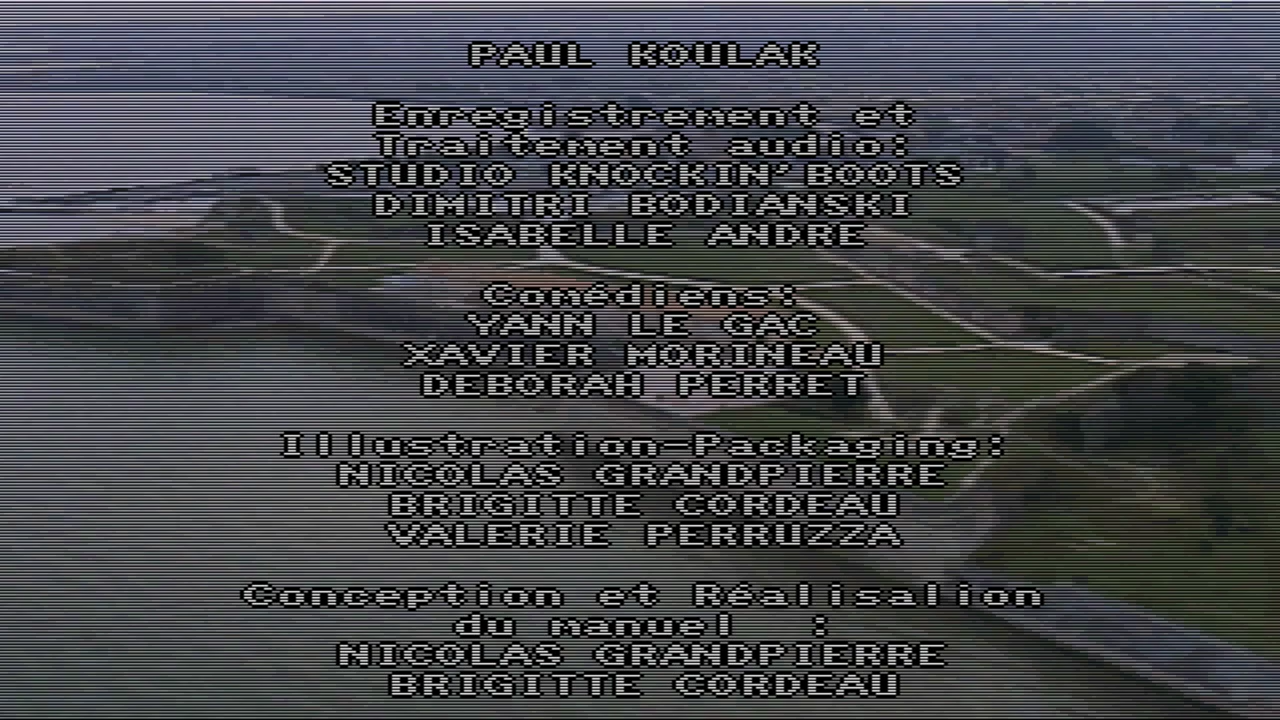 PAUL KOULAK
Enregistrement et
Traitement audio:
STUDIO KNOCKIN' BOOTS
DIMITRI BODIANSKI
ISABELLE ANDRE
Comédiens:
YANN LE GAC
XAVIER MORINEAU
DEBORAH PERRET
Illustration-Packaging:
NICOLAS GRANDPIERRE
BRIGITTE CORDEAU
VALERIE PERRUZZA
Conception et Réalisalion
du manuel :
NICOLAS GRANDPIERRE
BRIGITTE CORDEAU